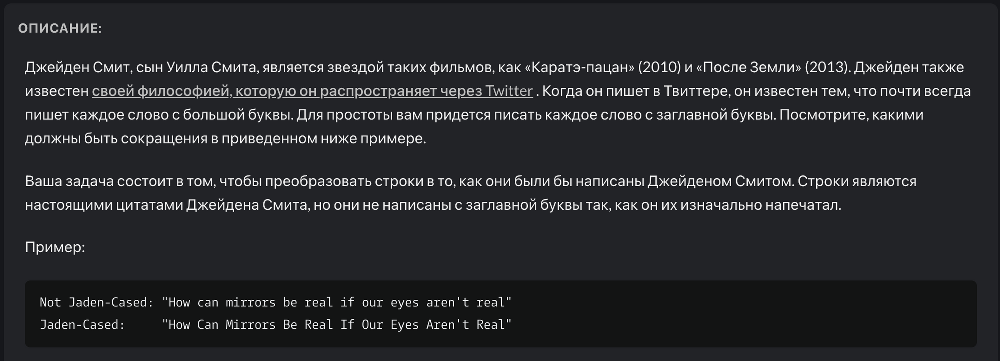 ОПИСАНИЕ:
Джейден Смит, сын Уилла Смита, является звездой таких фильмов, как «Каратэ-пацан» (2010) и «После Земли» (2013). Джейден также
известен своей философией, которую он распространяет через Twitter . Когда он пишет в Твиттере, он известен тем, что почти всегда
пишет каждое слово с большой буквы. Для простоты вам придется писать каждое слово с заглавной буквы. Посмотрите, какими
должны быть сокращения в приведенном ниже примере.
Ваша задача состоит в том, чтобы преобразовать строки в то, как они были бы написаны Джейденом Смитом. Строки являются
настоящими цитатами Джейдена Смита, но они не написаны с заглавной буквы так, как он их изначально напечатал.
Пример:
Not Jaden-Cased: "How can mirrors be real if our eyes aren't real"
Jaden-Cased:     "How Can Mirrors Be Real If Our Eyes Aren't Real"